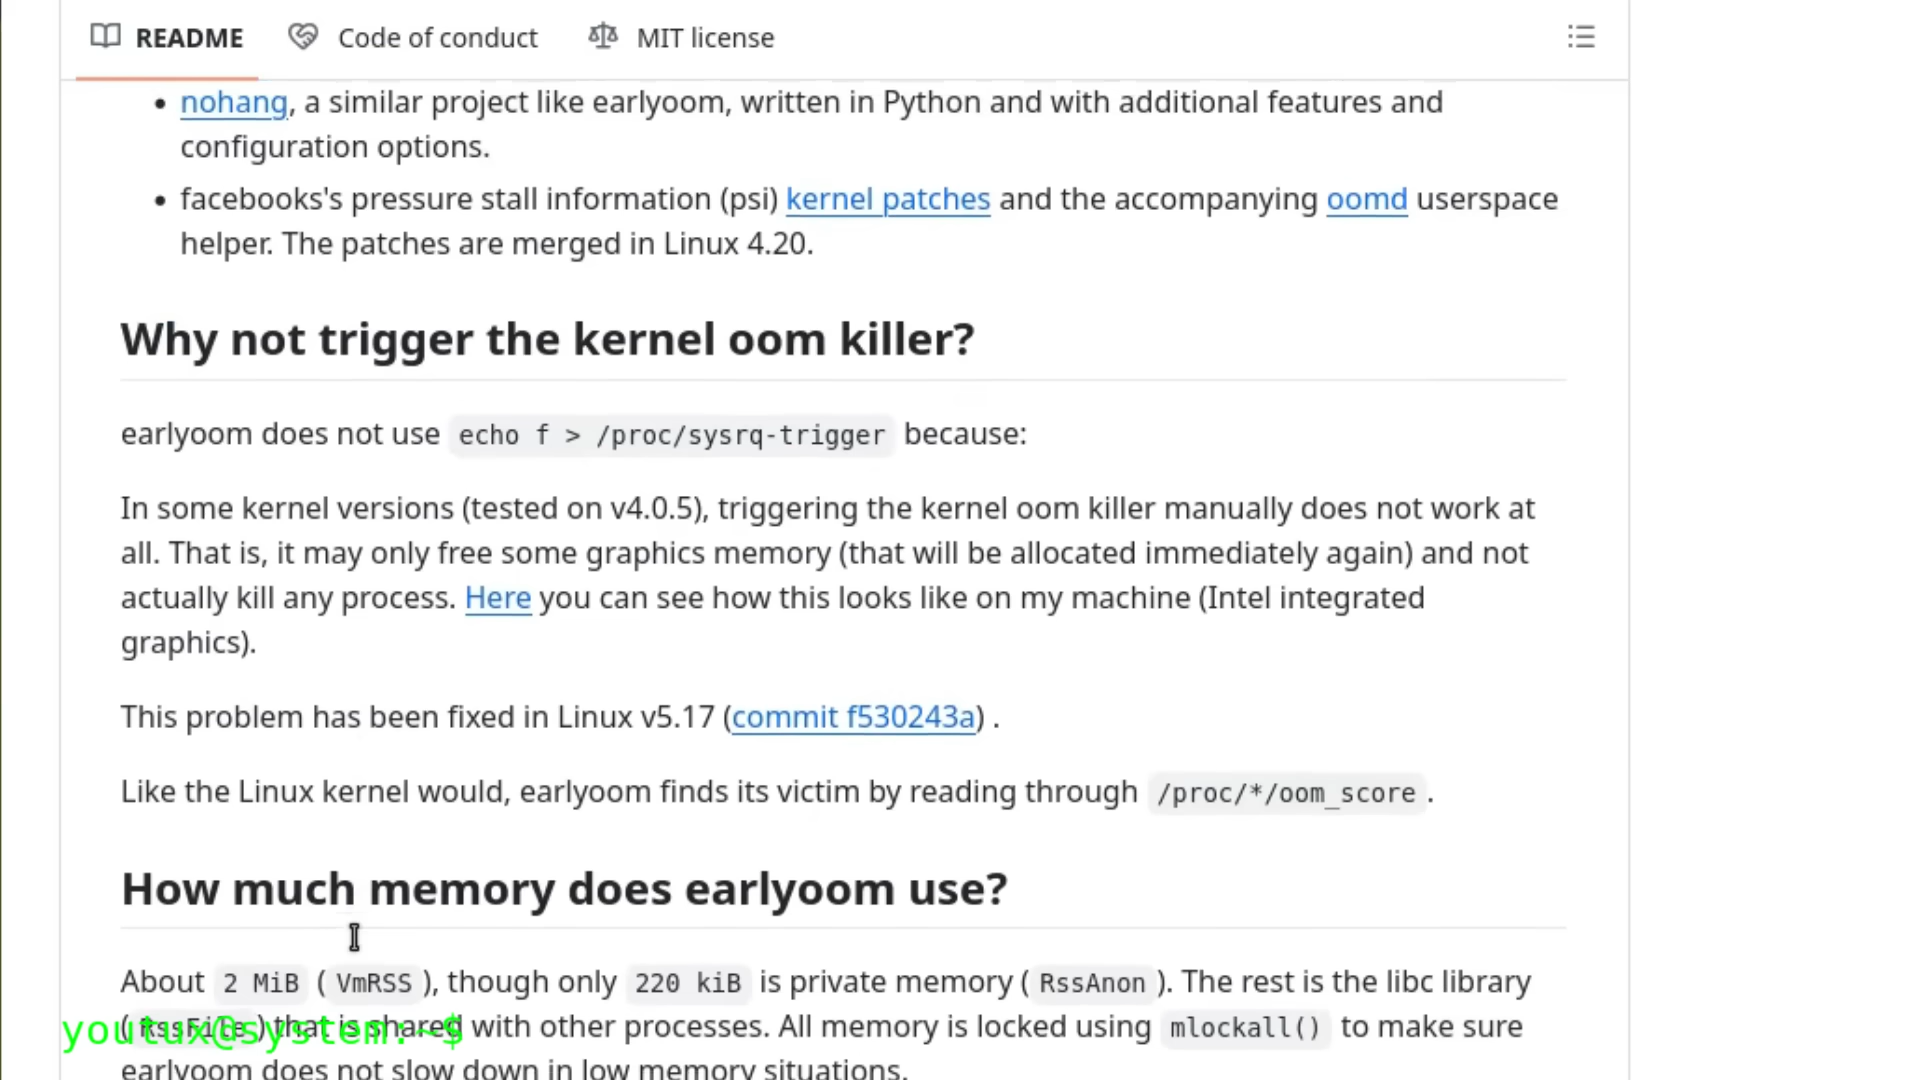 README Code of conduct MIT license
• nohang, a similar project like earlyoom, written in Python and with additional features and
configuration options.
• facebooks's pressure stall information (psi) kernel patches and the accompanying oomd userspace
helper. The patches are merged in Linux 4.20.
Why not trigger the kernel oom killer?
earlyoom does not use echo f > /proc/sysrq-trigger because:
In some kernel versions (tested on v4.0.5), triggering the kernel oom killer manually does not work at
all. That is, it may only free some graphics memory (that will be allocated immediately again) and not
actually kill any process. Here you can see how this looks like on my machine (Intel integrated
graphics).
This problem has been fixed in Linux v5.17 (commit f530243a) .
Like the Linux kernel would, earlyoom finds its victim by reading through /proc/*/oom_score .
How much memory does earlyoom use?
About 2 MiB ( VmRSS ), though only 220 kiB is private memory ( RssAnon ). The rest is the libc library
( RssFile ) that is shared with other processes. All memory is locked using mlockall() to make sure
youtux@system:~$
earlyoom does not slow down in low memory situations.